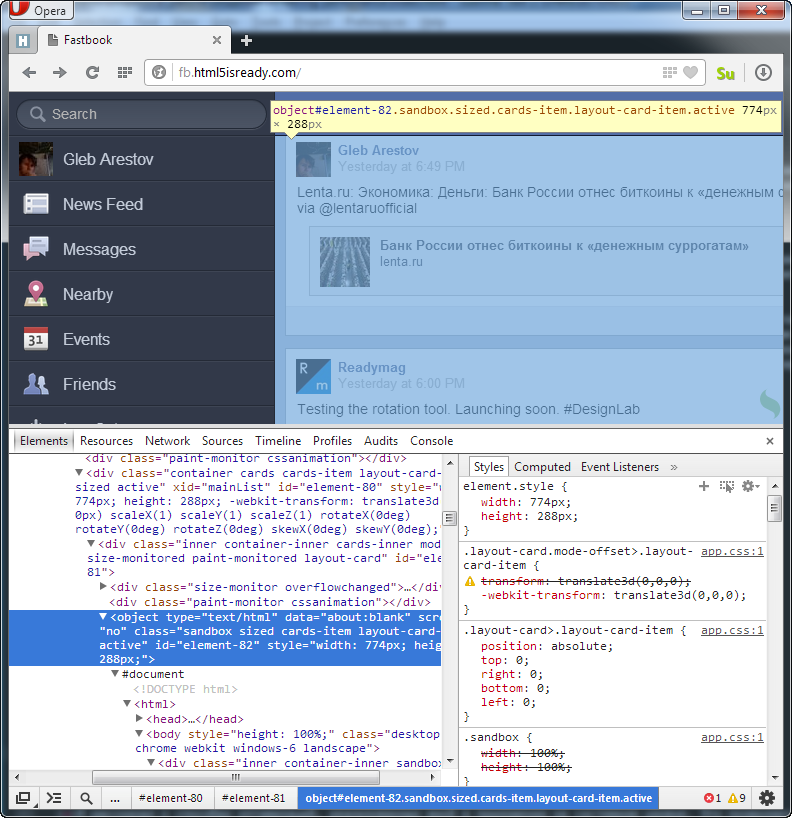 Opera
H
Fastbook
fb.html5isready.com/
Su
Search
object#element-82.sandbox.sized.cards-item.layout-card-item.active 774px
× 288px
Gleb Arestov
News Feed
Messages
Nearby
31 Events
Friends
Gleb Arestov
Yesterday at 6:49 PM
Lenta.ru: Экономика: Деньги: Банк России отнес биткоины к «денежным с
via @lentaruofficial
Банк России отнес биткоины к «денежным суррогатам»
lenta.ru
R
m
Readymag
Yesterday at 6:00 PM
Testing the rotation tool. Launching soon. #DesignLab
Elements Resources Network Sources Timeline Profiles Audits Console
<div class="paint-monitor cssanimation"></div>
<div class="container cards cards-item layout-card-
sized active" xid="mainList" id="element-80" style="w
774px; height: 288px; -webkit-transform: translate3d
0px) scaleX(1) scaleY(1) scaleZ(1) rotateX(0deg)
rotateY(0deg) rotateZ(0deg) skewX(0deg) skewY(0deg);"
<div class="inner container-inner cards-inner mod
size-monitored paint-monitored layout-card" id="ele
81">
<div class="size-monitor overflowchanged">…</di
<div class="paint-monitor cssanimation"></div>
<object type="text/html" data="about:blank" scro
"no" class="sandbox sized cards-item layout-card-
active" id="element-82" style="width: 774px; heig
288px;">
#document
<!DOCTYPE html>
<html>
<head>…</head>
<body style="height: 100%;" class="desktop
chrome webkit windows-6 landscape">
<div class="inner container-inner sandbox
Styles Computed Event Listeners »
element.style {
width: 774px;
height: 288px;
}
.layout-card.mode-offset>.layout- app.css:1
card-item {
transform: translate3d(0,0,0);
-webkit-transform: translate3d(0,0,0);
}
.layout-card>.layout-card-item { app.css:1
position: absolute;
top: 0;
right: 0;
bottom: 0;
left: 0;
}
.sandbox { app.css:1
width: 100%;
height: 100%;
... #element-80 #element-81 object#element-82.sandbox.sized.cards-item.layout-card-item.active 1 9